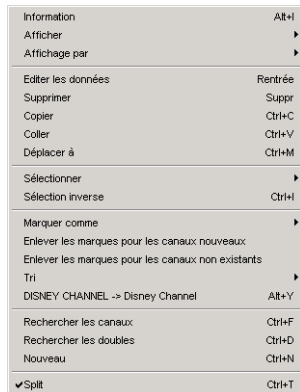 Information Alt+I
Afficher
Affichage par
Editer les données Rentrée
Supprimer Suppr
Copier Ctrl+C
Coller Ctrl+V
Déplacer à Ctrl+M
Sélectionner
Sélection inverse Ctrl+I
Marquer comme
Enlever les marques pour les canaux nouveaux
Enlever les marques pour les canaux non existants
Tri
DISNEY CHANNEL -> Disney Channel Alt+Y
Rechercher les canaux Ctrl+F
Rechercher les doubles Ctrl+D
Nouveau Ctrl+N
Split Ctrl+T